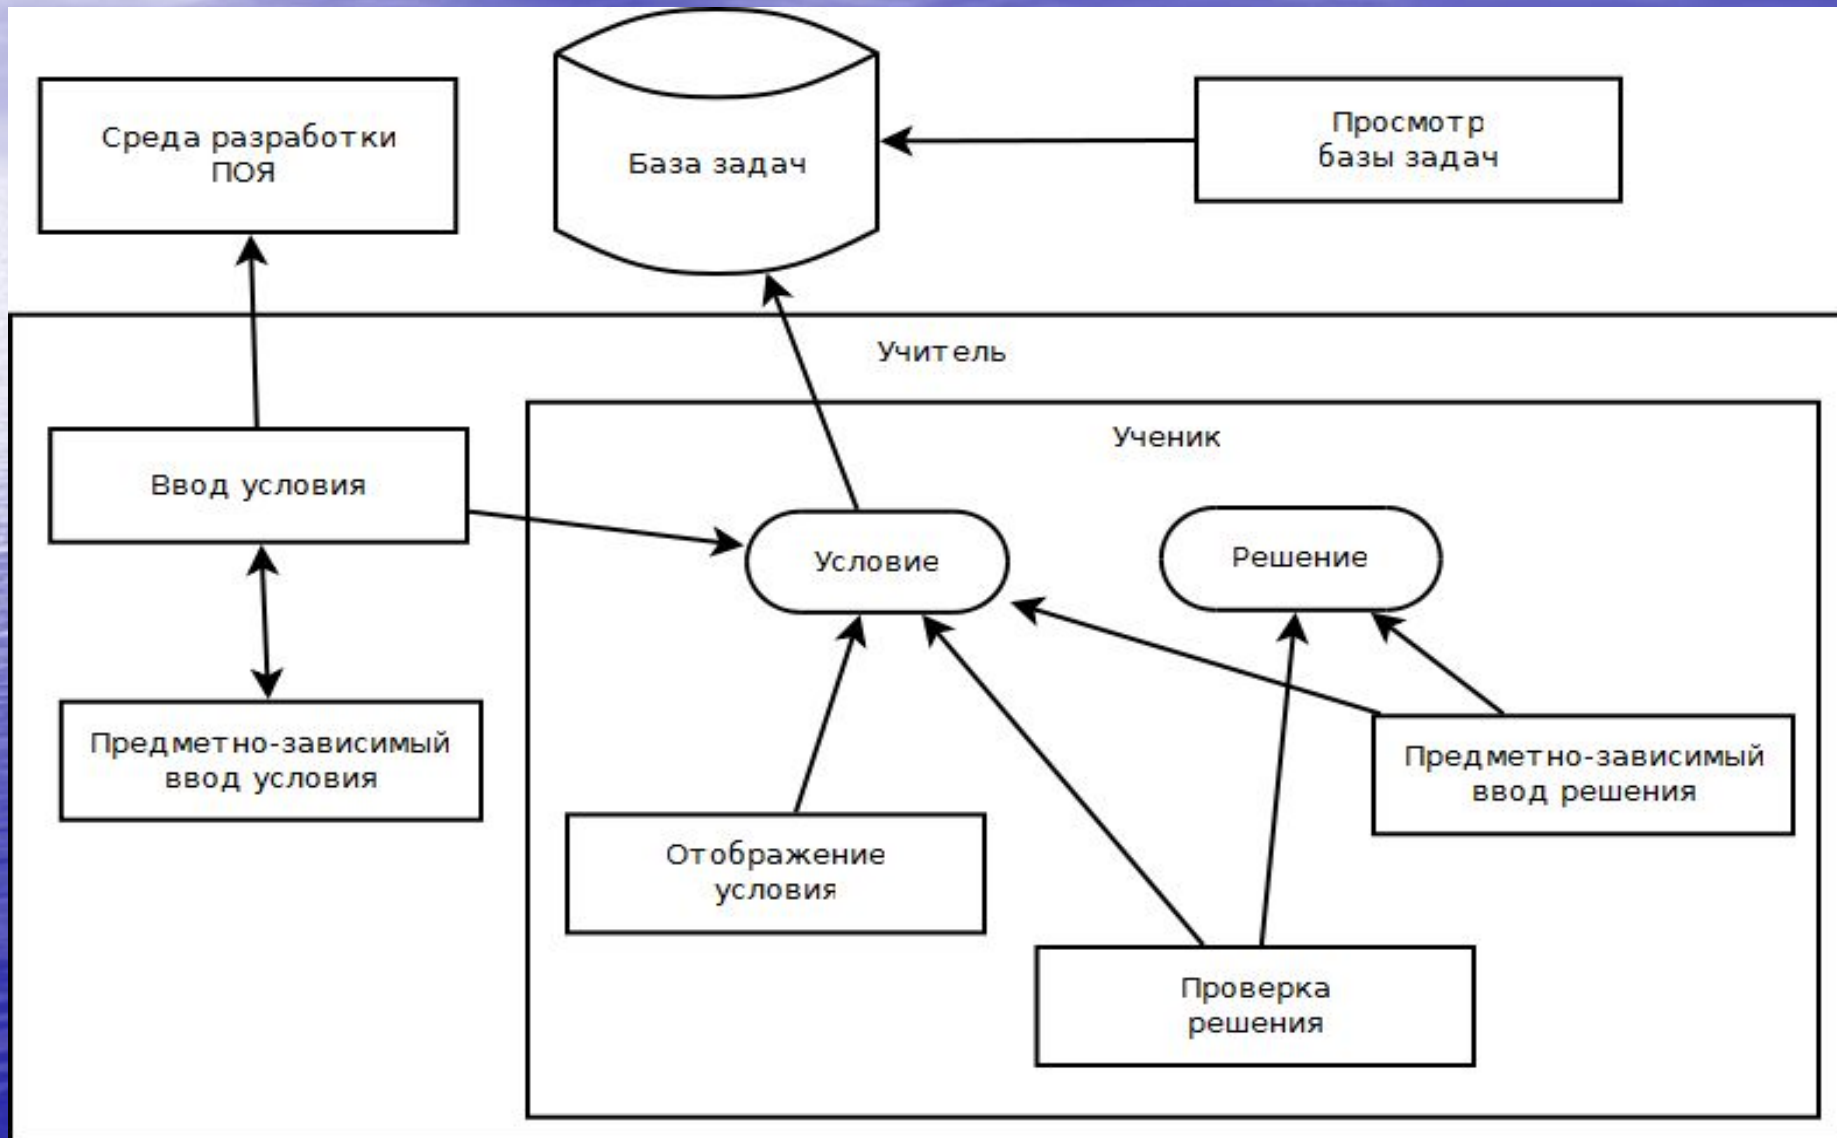 Среда разработки
ПОЯ
База задач
Просмотр
базы задач
Учитель
Ученик
Ввод условия
Условие
Решение
Предметно-зависимый
ввод условия
Предметно-зависимый
ввод решения
Отображение
условия
Проверка
решения